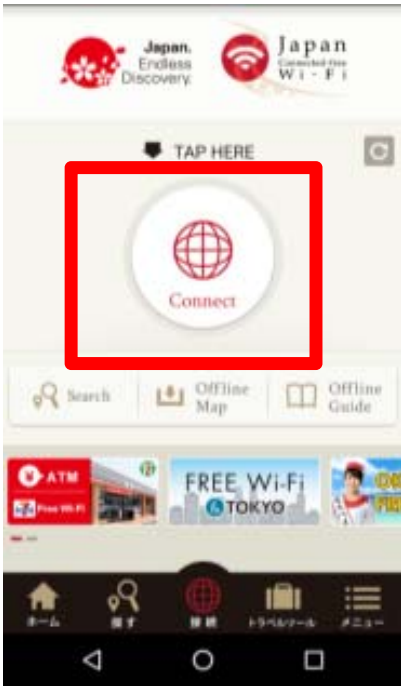 Japan.
Endless
Discovery.
Japan
Connected-free
Wi-Fi
TAP HERE
Connect
Search
Offline
Map
Offline
Guide
ATM
Free Wi-Fi
FREE Wi-Fi
TOKYO
ホーム
探す
接続
トラベルツール
メニュー